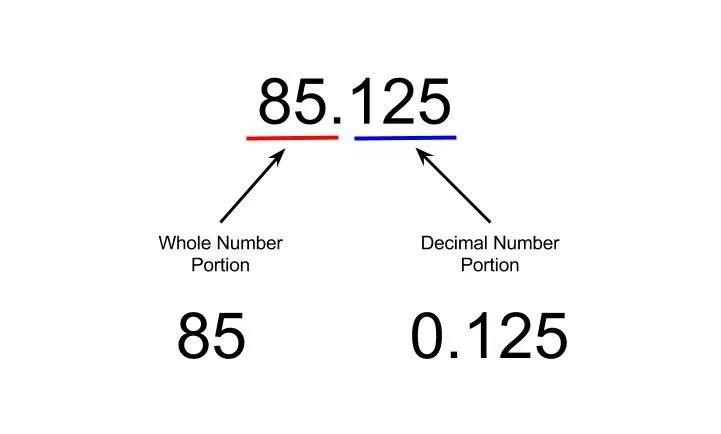 85.125
Whole Number
Portion
Decimal Number
Portion
85
0.125